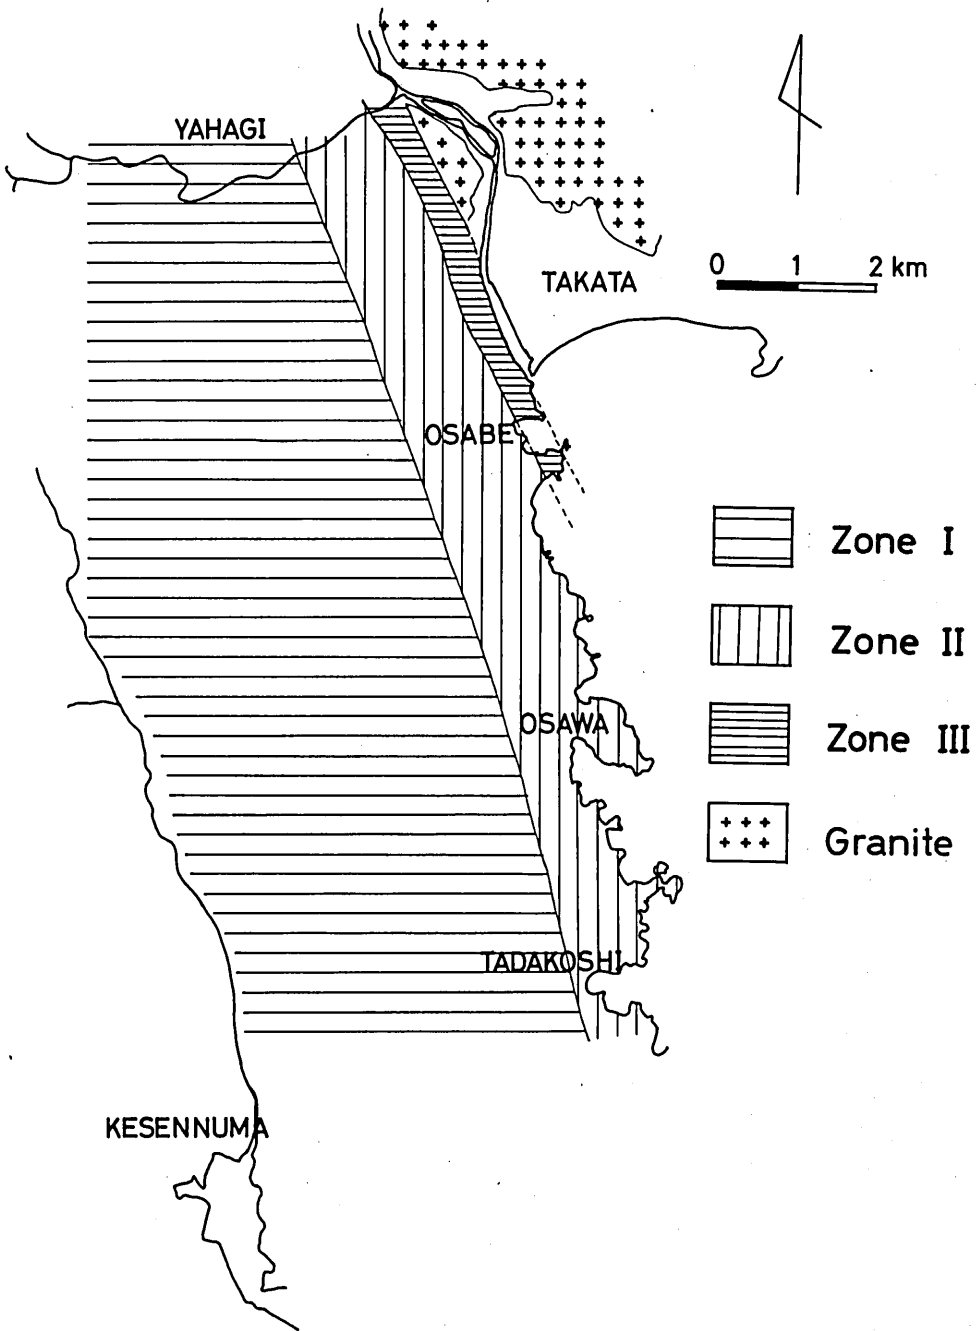 YAHAGI
0 1 2 km
TAKATA
OSABE
Zone I
Zone II
OSAWA
Zone III
Granite
TADAKOSHI
KESENNUMA